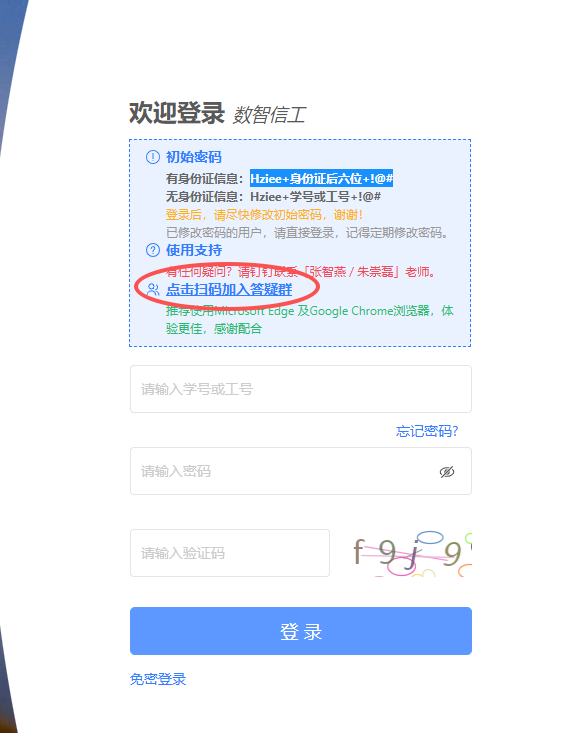 欢迎登录 数智信工
初始密码
有身份证信息：Hziee+身份证后六位+!@#
无身份证信息：Hziee+学号或工号+!@#
登录后，请尽快修改初始密码，谢谢！
已修改密码的用户，请直接登录，记得定期修改密码。
使用支持
有任何疑问？请钉钉联系「张智燕 / 朱崇磊」老师。
点击扫码加入答疑群
推荐使用Microsoft Edge 及Google Chrome浏览器，体
验更佳，感谢配合
请输入学号或工号
忘记密码?
请输入密码
请输入验证码
f9j9
登 录
免密登录